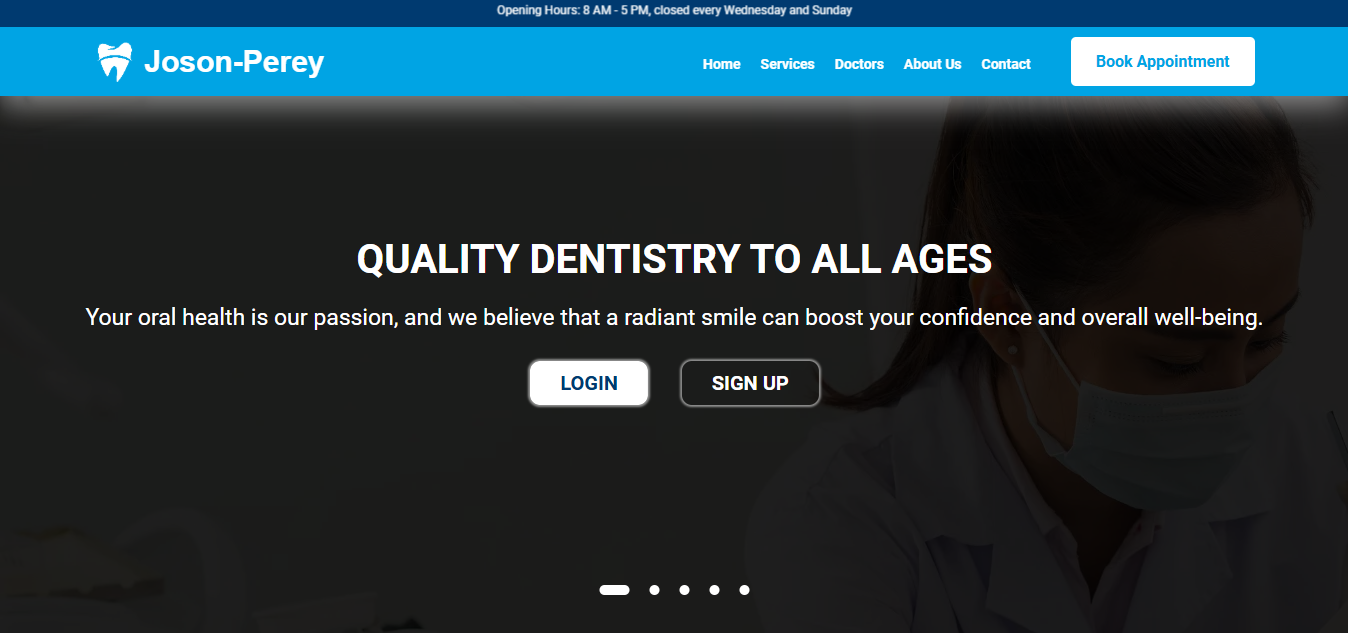 Opening Hours: 8 AM - 5 PM, closed every Wednesday and Sunday
Joson-Perey
Home Services Doctors About Us Contact Book Appointment
QUALITY DENTISTRY TO ALL AGES
Your oral health is our passion, and we believe that a radiant smile can boost your confidence and overall well-being.
LOGIN SIGN UP